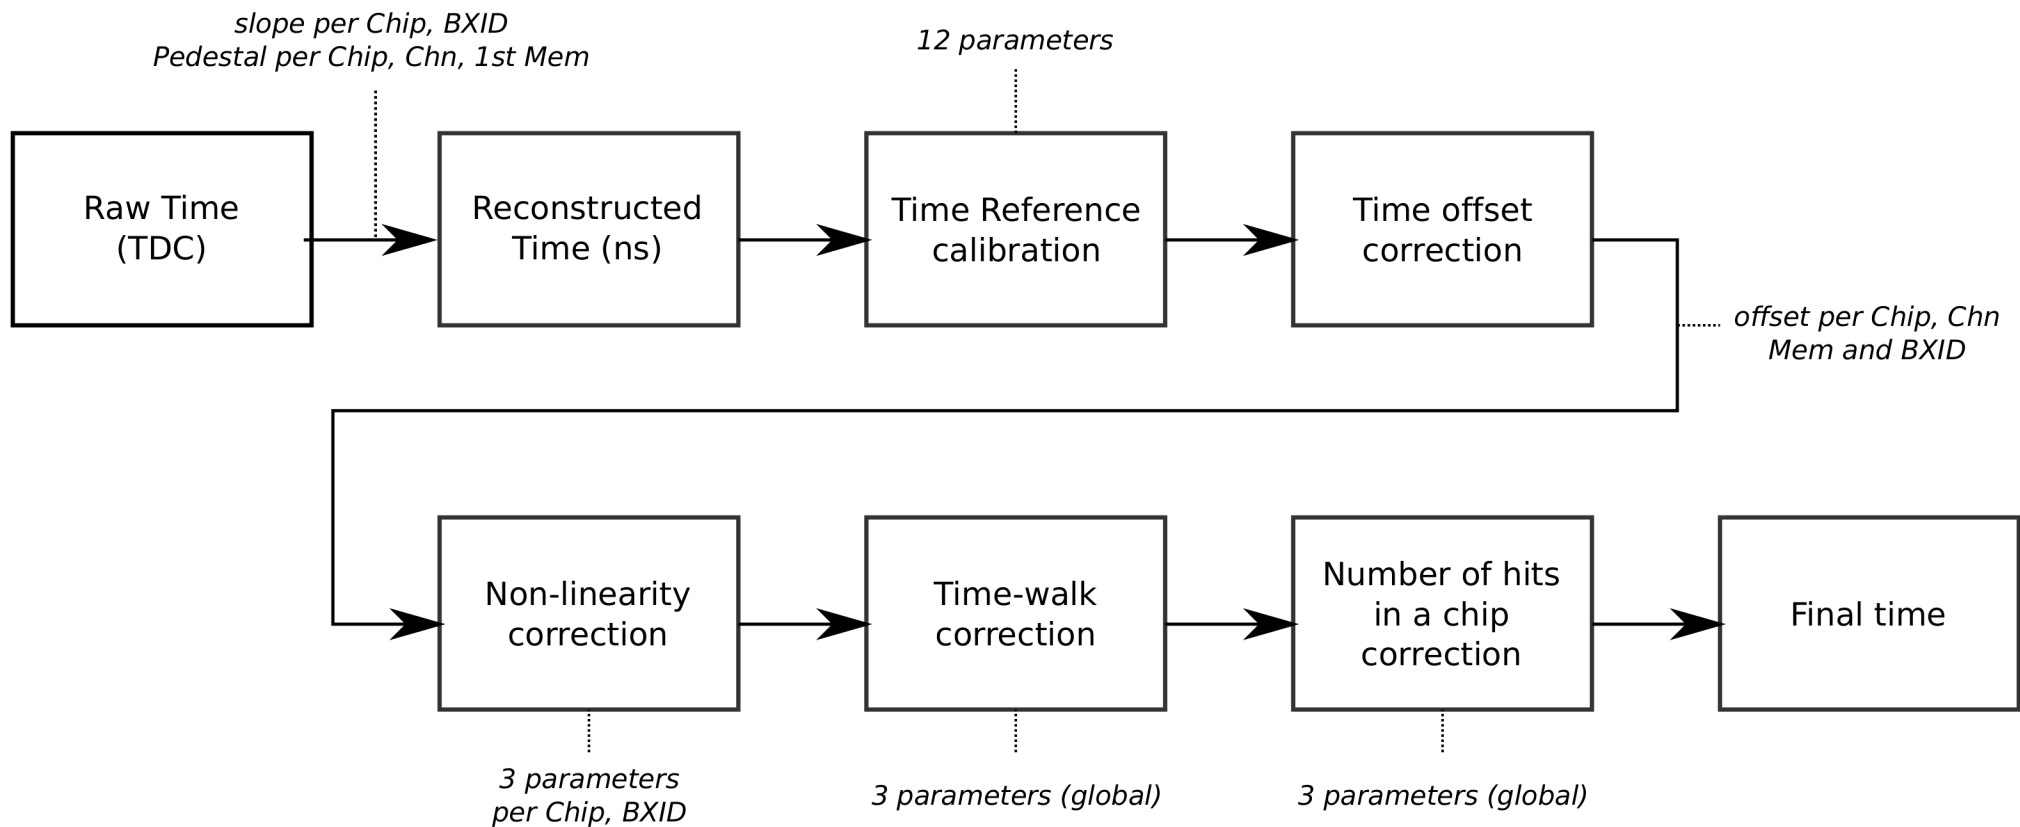 slope per Chip, BXID
Pedestal per Chip, Chn, 1st Mem
12 parameters
Raw Time
(TDC)
Reconstructed
Time (ns)
Time Reference
calibration
Time offset
correction
offset per Chip, Chn
Mem and BXID
Non-linearity
correction
Time-walk
correction
Number of hits
in a chip
correction
Final time
3 parameters
per Chip, BXID
3 parameters (global)
3 parameters (global)